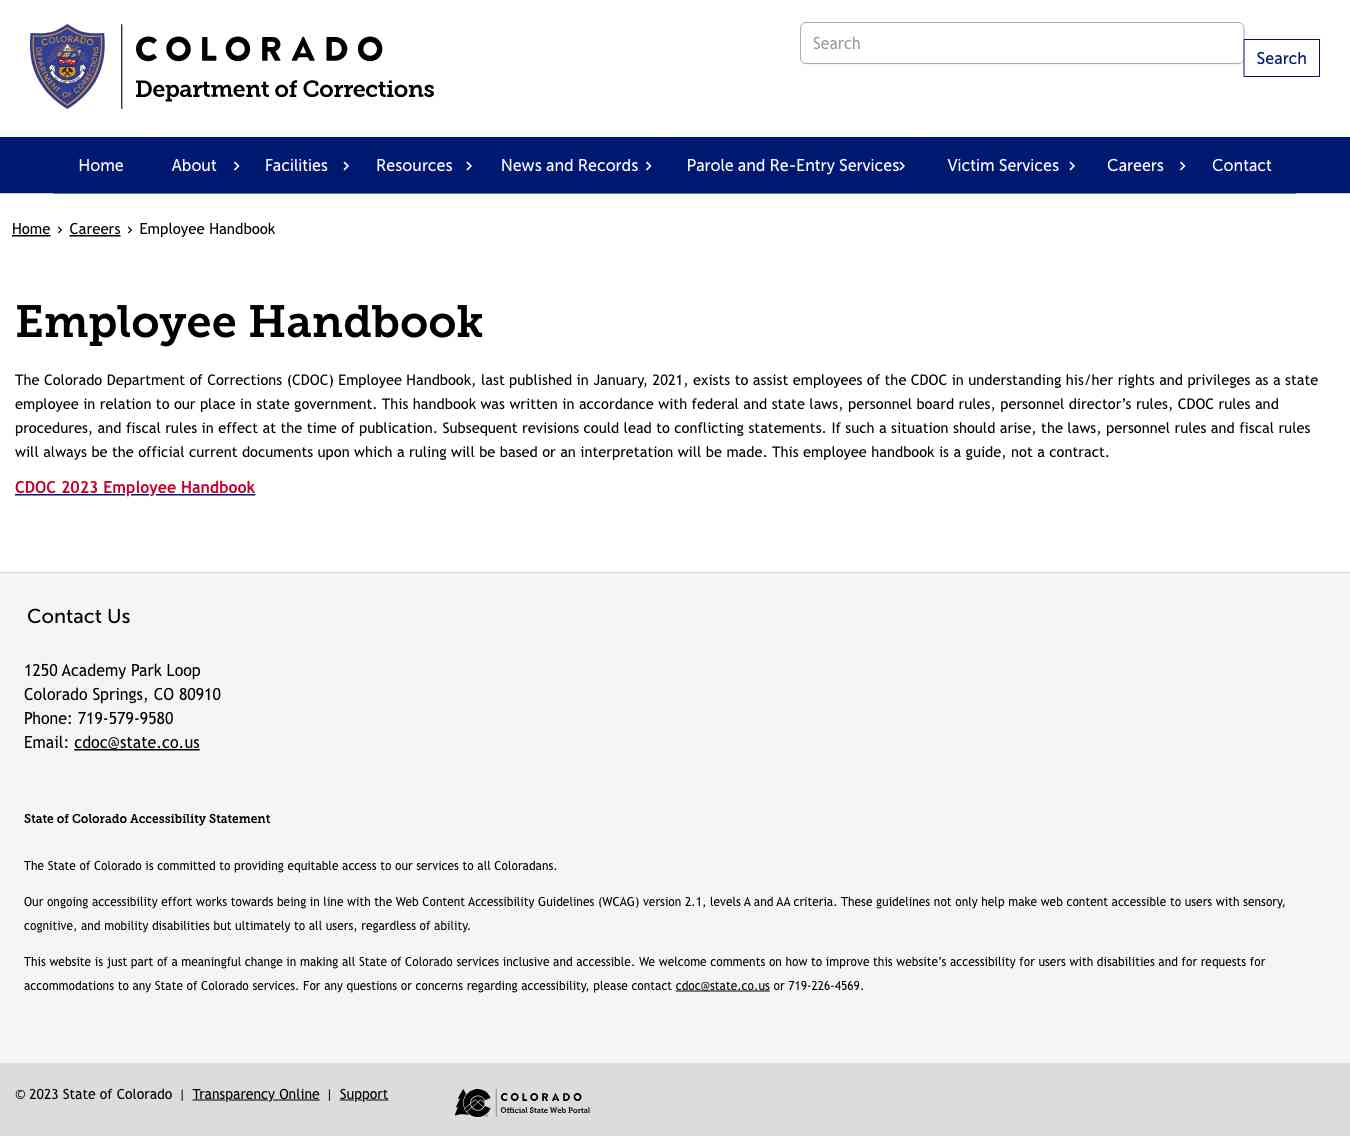 COLORADO
Department of Corrections
Search
Search
Home About Facilities Resources News and Records Parole and Re-Entry Services Victim Services Careers Contact
Home › Careers › Employee Handbook
Employee Handbook
The Colorado Department of Corrections (CDOC) Employee Handbook, last published in January, 2021, exists to assist employees of the CDOC in understanding his/her rights and privileges as a state
employee in relation to our place in state government. This handbook was written in accordance with federal and state laws, personnel board rules, personnel director’s rules, CDOC rules and
procedures, and fiscal rules in effect at the time of publication. Subsequent revisions could lead to conflicting statements. If such a situation should arise, the laws, personnel rules and fiscal rules
will always be the official current documents upon which a ruling will be based or an interpretation will be made. This employee handbook is a guide, not a contract.
CDOC 2023 Employee Handbook
Contact Us
1250 Academy Park Loop
Colorado Springs, CO 80910
Phone: 719-579-9580
Email: cdoc@state.co.us
State of Colorado Accessibility Statement
The State of Colorado is committed to providing equitable access to our services to all Coloradans.
Our ongoing accessibility effort works towards being in line with the Web Content Accessibility Guidelines (WCAG) version 2.1, levels A and AA criteria. These guidelines not only help make web content accessible to users with sensory,
cognitive, and mobility disabilities but ultimately to all users, regardless of ability.
This website is just part of a meaningful change in making all State of Colorado services inclusive and accessible. We welcome comments on how to improve this website’s accessibility for users with disabilities and for requests for
accommodations to any State of Colorado services. For any questions or concerns regarding accessibility, please contact cdoc@state.co.us or 719-226-4569.
© 2023 State of Colorado | Transparency Online | Support
COLORADO
Official State Web Portal